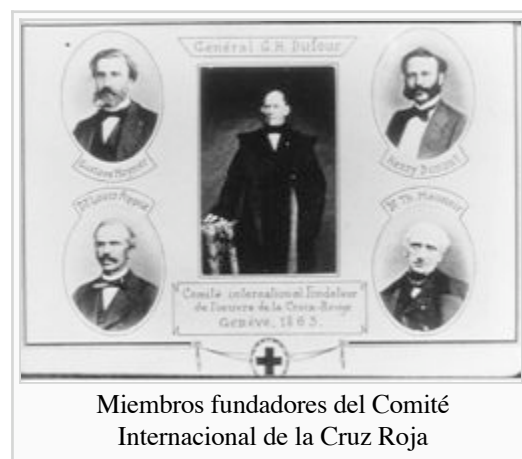 Général G.H. Dufour
Gustave Moynier
Henry Dunant
Dr Louis Appia
Dr Th. Maunoir
Comité international fondateur
de l'œuvre de la Croix-Rouge
Genève, 1863.
Miembros fundadores del Comité
Internacional de la Cruz Roja